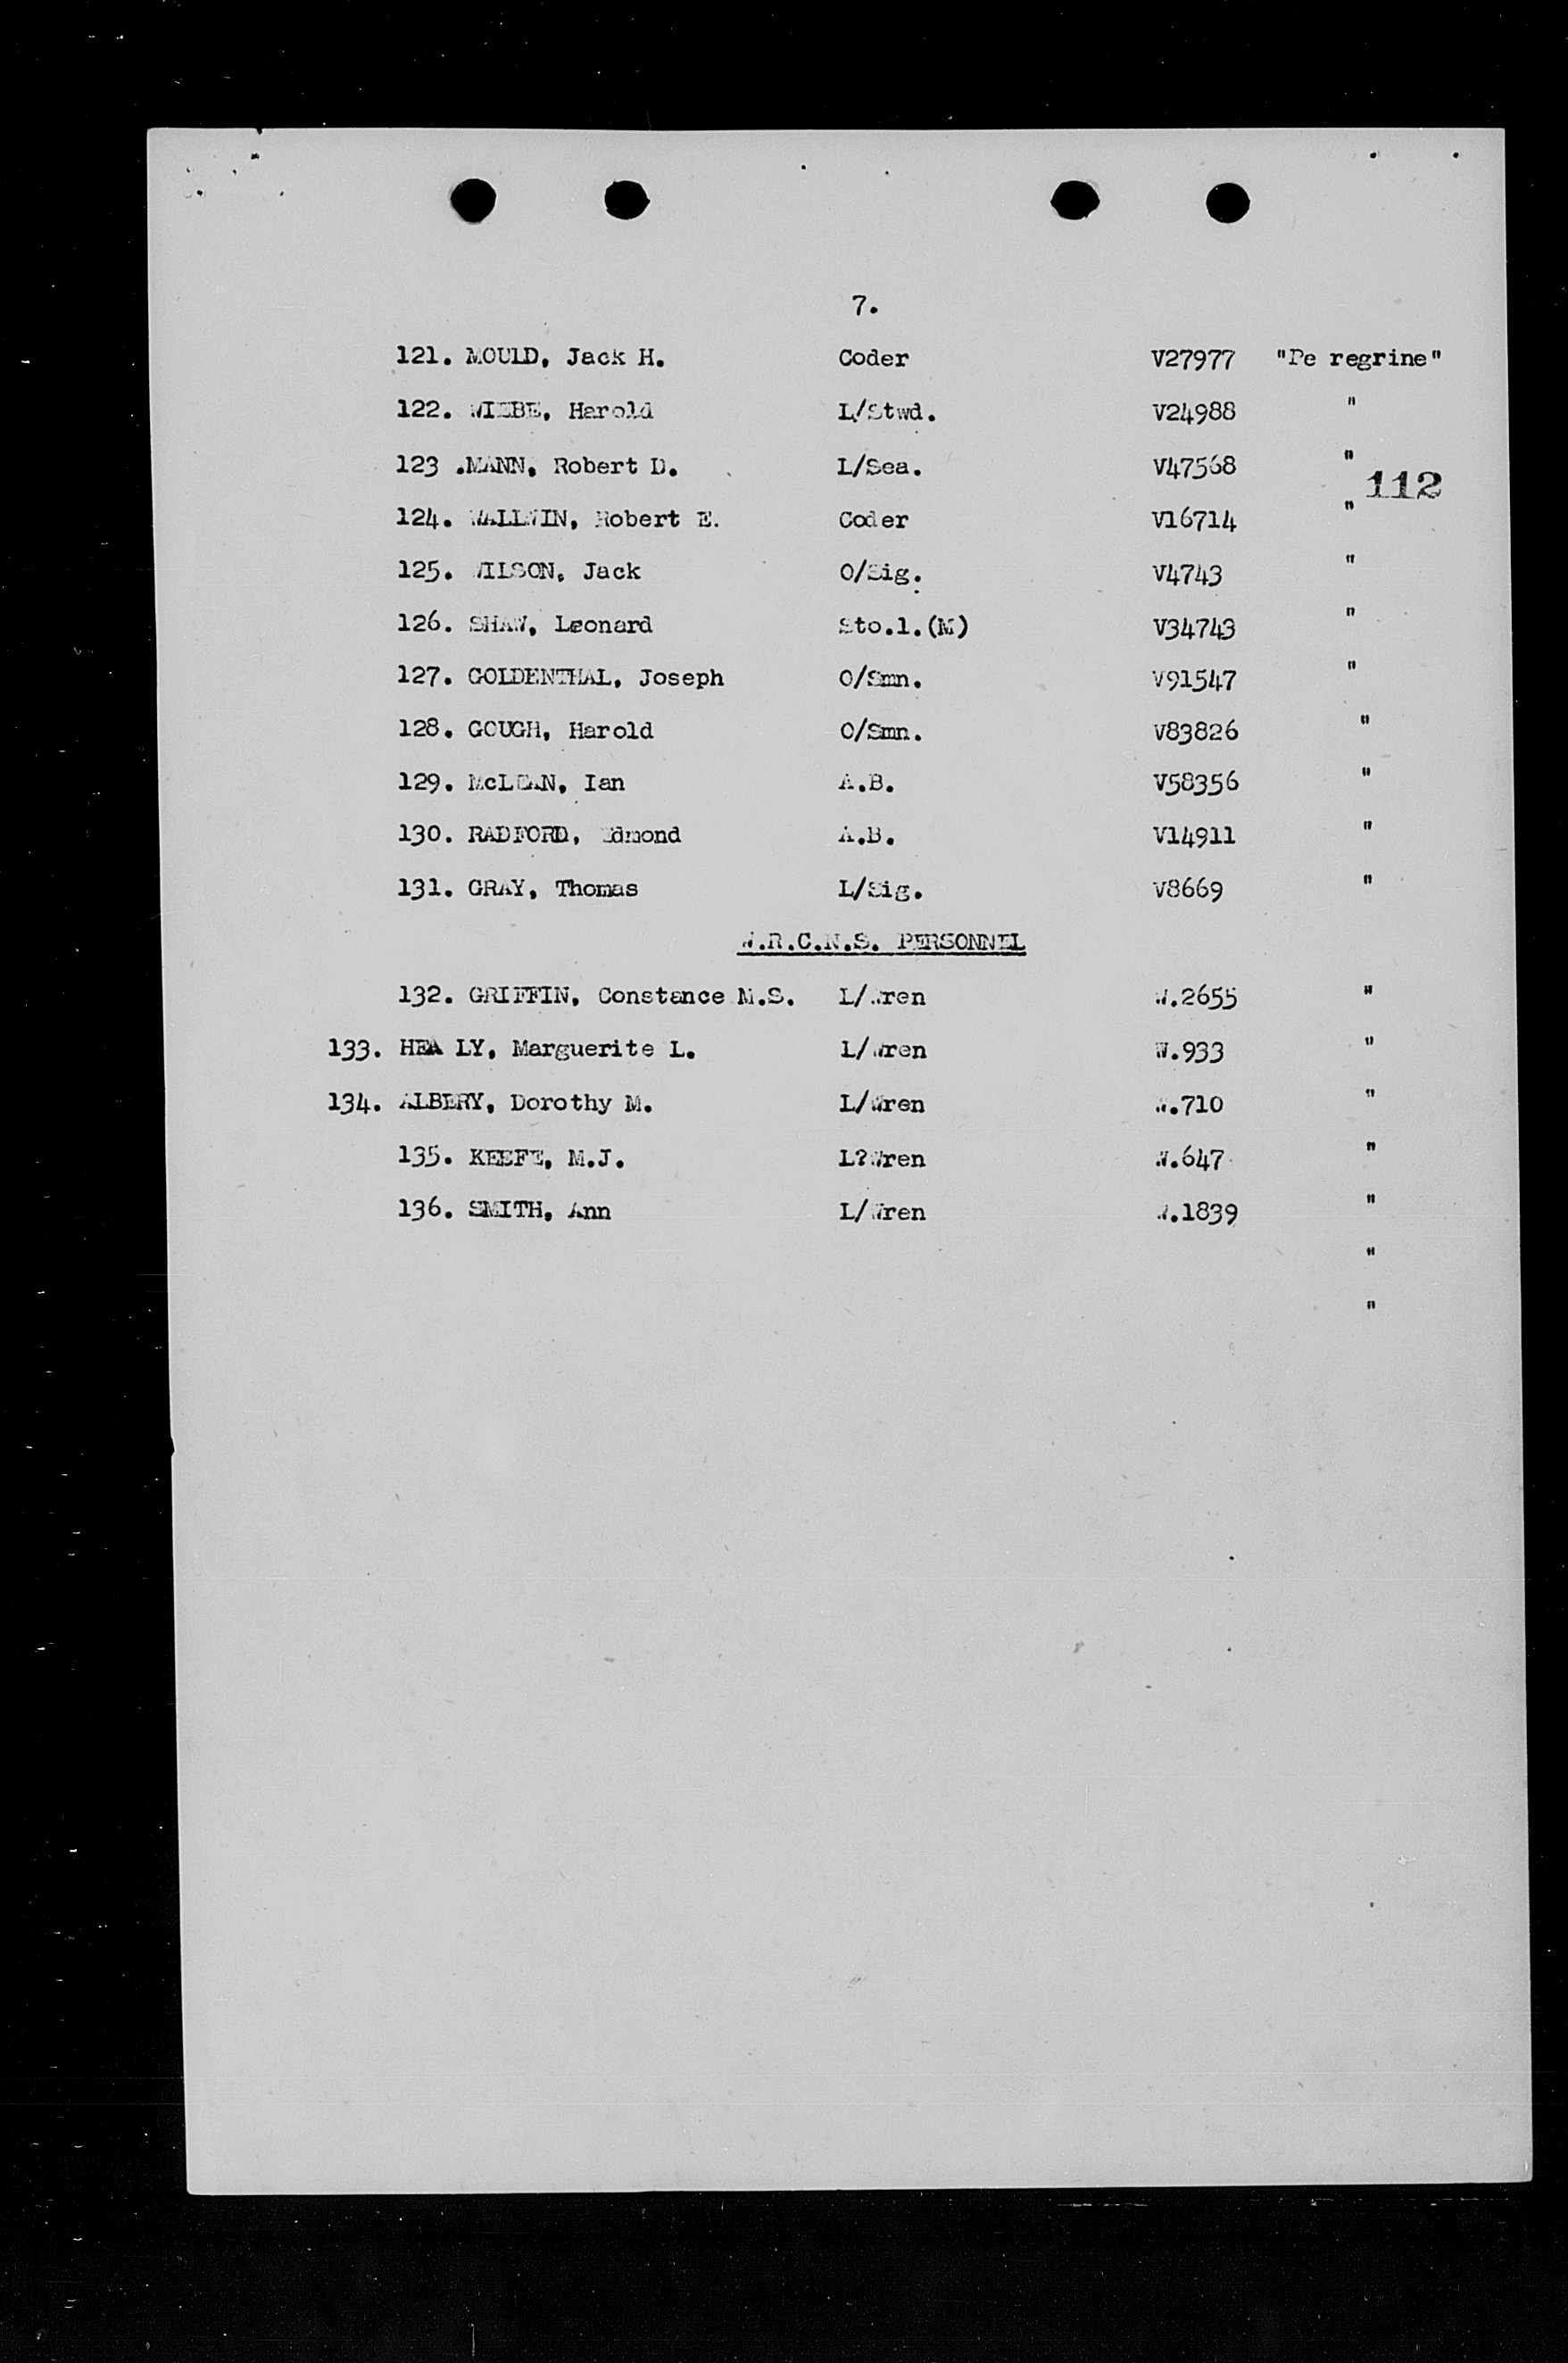 7.
121. MOULD, Jack H. Coder V27977 "Pe regrine"
122. WIEBE, Harold L/Stwd. V24988 "
123 .MANN, Robert D. L/Sea. V47568 "
112
124. WALLWIN, Robert E. Coder V16714 "
125. WILSON, Jack O/Sig. V4743 "
126. SHAW, Leonard Sto.1.(M) V34743 "
127. GOLDENTHAL, Joseph O/Smn. V91547 "
128. GOUGH, Harold O/Smn. V83826 "
129. McLEAN, Ian A.B. V58356 "
130. RADFORD, Edmond A.B. V14911 "
131. GRAY, Thomas L/Sig. V8669 "
W.R.C.N.S. PERSONNEL
132. GRIFFIN, Constance M.S. L/Wren W.2655 "
133. HEA LY, Marguerite L. L/Wren W.933 "
134. ALBERY, Dorothy M. L/Wren W.710 "
135. KEEFE, M.J. L?Wren W.647 "
136. SMITH, Ann L/Wren W.1839 "
"
"